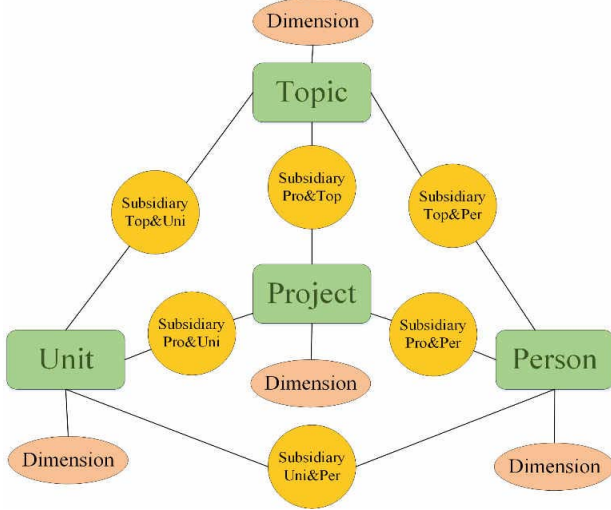 Dimension
Topic
Subsidiary
Pro&Top
Subsidiary
Top&Uni
Subsidiary
Top&Per
Project
Subsidiary
Pro&Uni
Subsidiary
Pro&Per
Unit
Person
Dimension
Dimension
Subsidiary
Uni&Per
Dimension